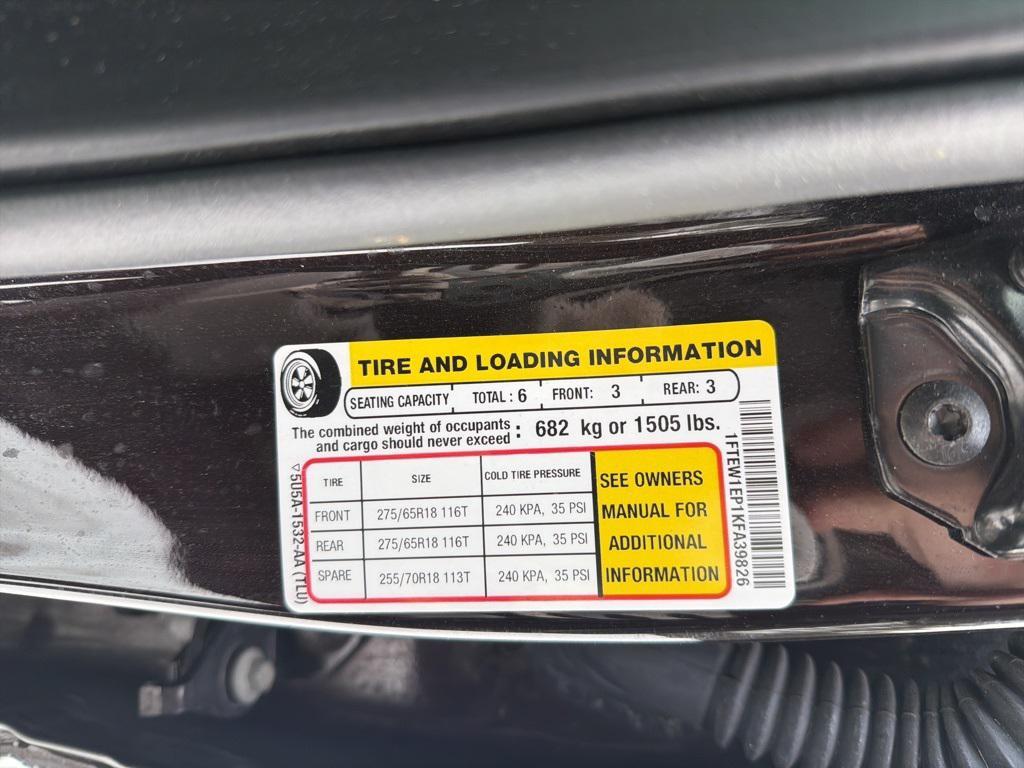 TIRE AND LOADING INFORMATION
SEATING CAPACITY TOTAL : 6 FRONT: 3 REAR: 3
The combined weight of occupants
and cargo should never exceed : 682 kg or 1505 lbs.
TIRE SIZE COLD TIRE PRESSURE
FRONT 275/65R18 116T 240 KPA, 35 PSI
REAR 275/65R18 116T 240 KPA, 35 PSI
SPARE 255/70R18 113T 240 KPA, 35 PSI
SEE OWNERS
MANUAL FOR
ADDITIONAL
INFORMATION
▽5U5A-1532-AA (TLU)
1FTEW1EP1KFA39826